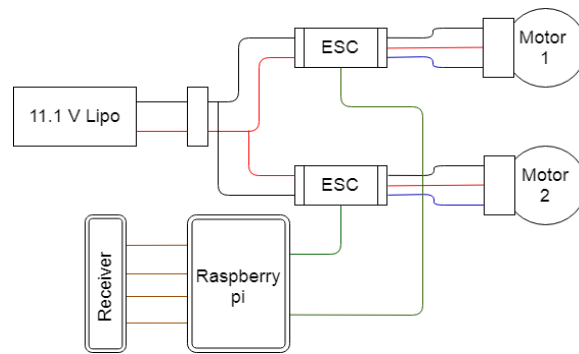 ESC
Motor
1
11.1 V Lipo
ESC
Motor
2
Receiver
Raspberry
pi